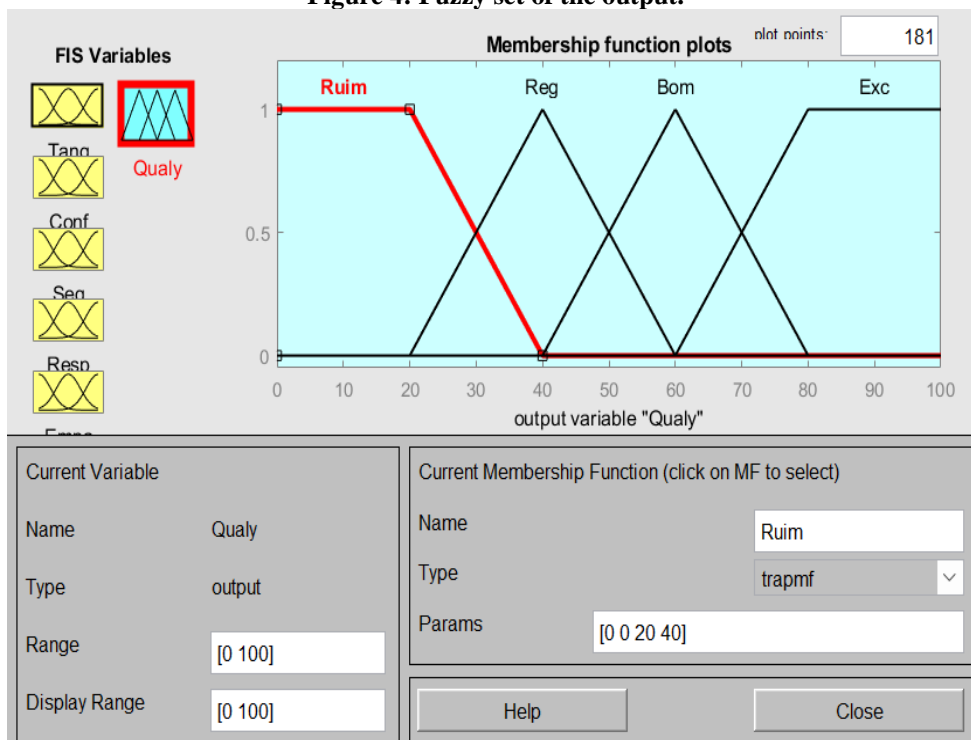 Figure 4: Fuzzy set of the output.
FIS Variables
Membership function plots
plot points:
181
Tang
Conf
Seg
Resp
Qualy
Ruim
Reg
Bom
Exc
1
0.5
0
0 10 20 30 40 50 60 70 80 90 100
output variable "Qualy"
Current Variable
Name Qualy
Type output
Range [0 100]
Display Range [0 100]
Current Membership Function (click on MF to select)
Name Ruim
Type trapmf
Params [0 0 20 40]
Help
Close